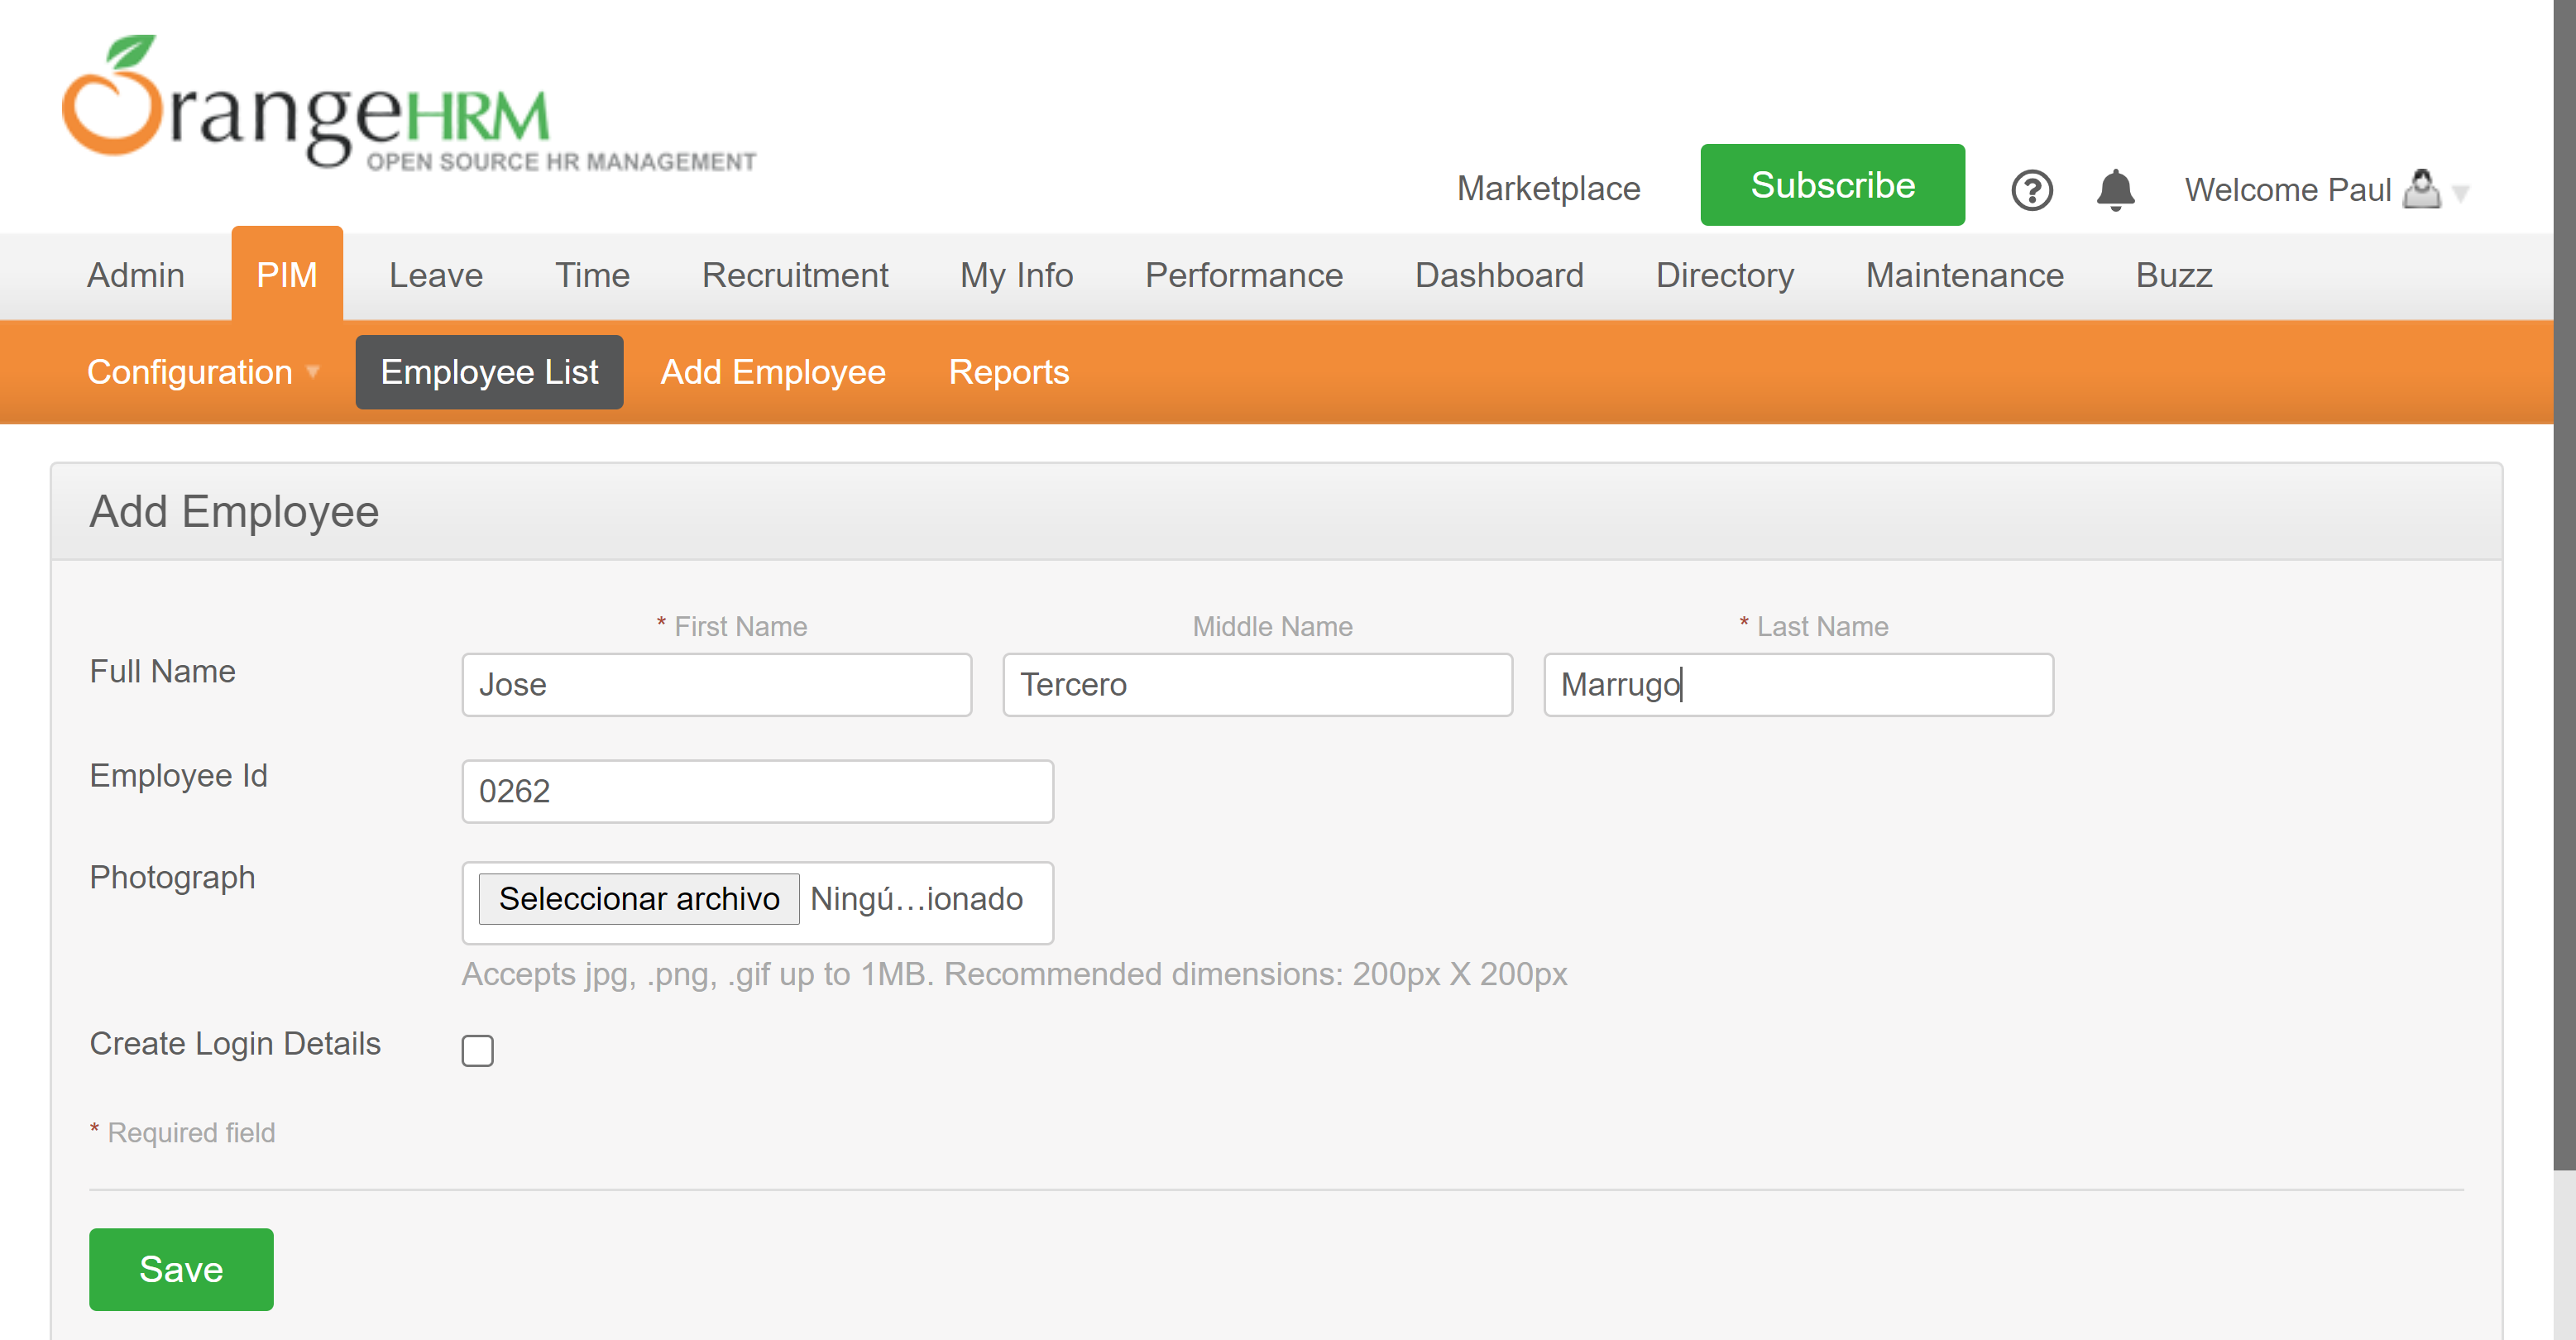 OrangeHRM
OPEN SOURCE HR MANAGEMENT
Marketplace Subscribe ? Welcome Paul
Admin PIM Leave Time Recruitment My Info Performance Dashboard Directory Maintenance Buzz
Configuration Employee List Add Employee Reports
Add Employee
* First Name Middle Name * Last Name
Full Name Jose Tercero Marrugo
Employee Id 0262
Photograph Seleccionar archivo Ningú…ionado
Accepts jpg, .png, .gif up to 1MB. Recommended dimensions: 200px X 200px
Create Login Details
* Required field
Save